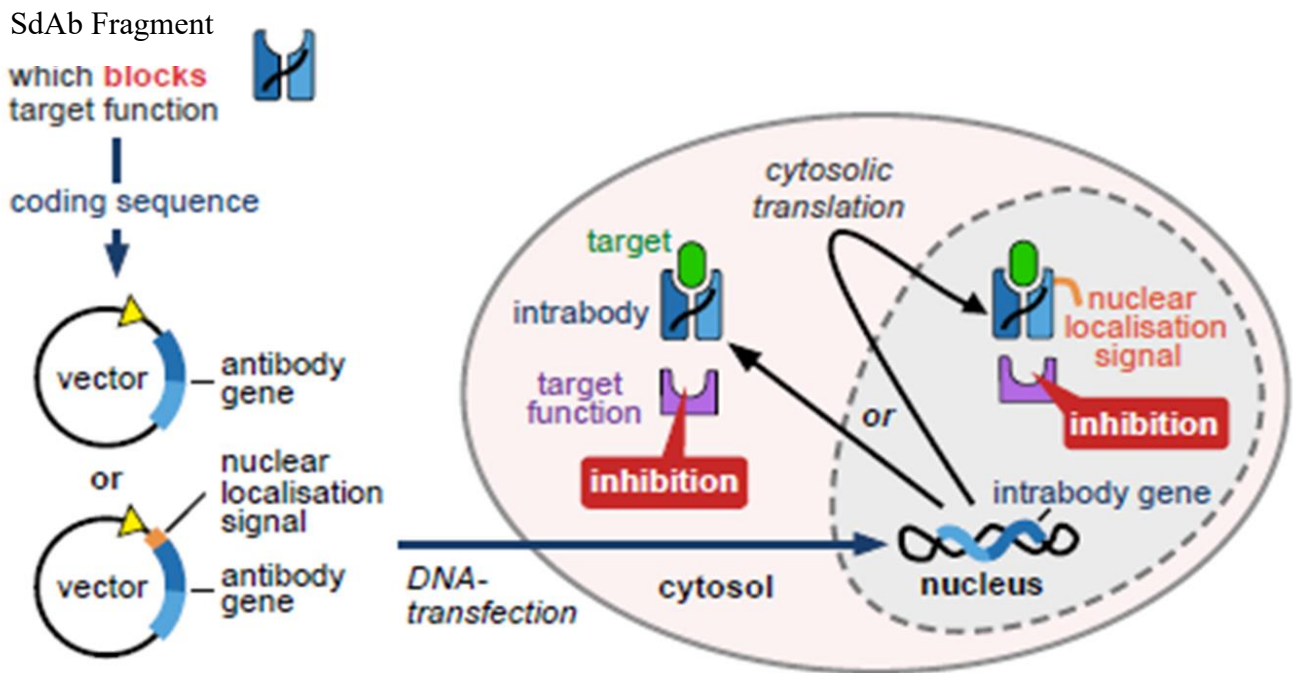 SdAb Fragment
which blocks
target function
coding sequence
vector
antibody
gene
or
nuclear
localisation
signal
vector
antibody
gene
DNA-
transfection
cytosolic
translation
target
intrabody
target
function
inhibition
or
nuclear
localisation
signal
inhibition
intrabody gene
cytosol
nucleus